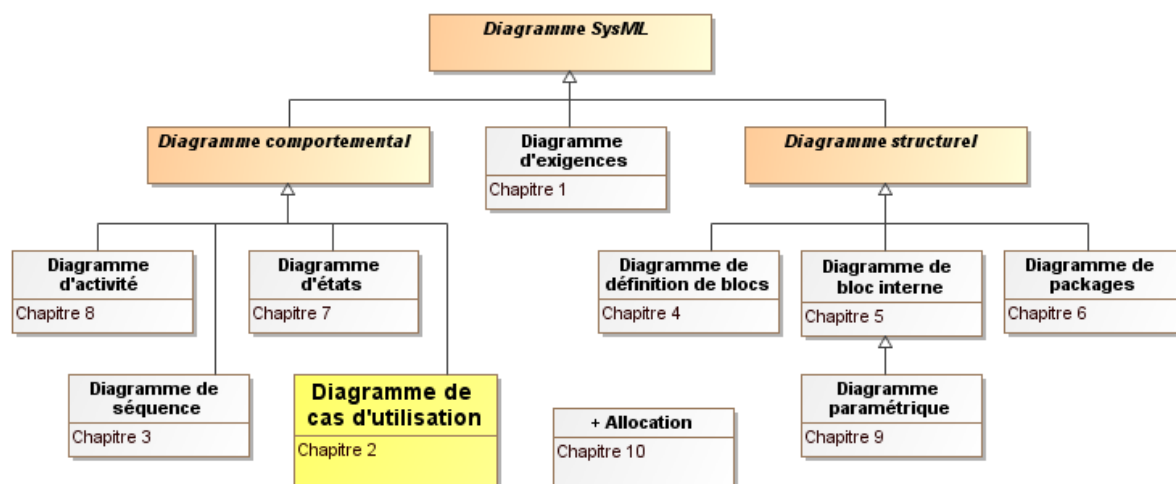 Diagramme SysML
Diagramme comportemental
Diagramme
d'exigences
Chapitre 1
Diagramme structurel
Diagramme
d'activité
Chapitre 8
Diagramme
d'états
Chapitre 7
Diagramme de
définition de blocs
Chapitre 4
Diagramme de
bloc interne
Chapitre 5
Diagramme de
packages
Chapitre 6
Diagramme de
séquence
Chapitre 3
Diagramme de
cas d'utilisation
Chapitre 2
+ Allocation
Chapitre 10
Diagramme
paramétrique
Chapitre 9